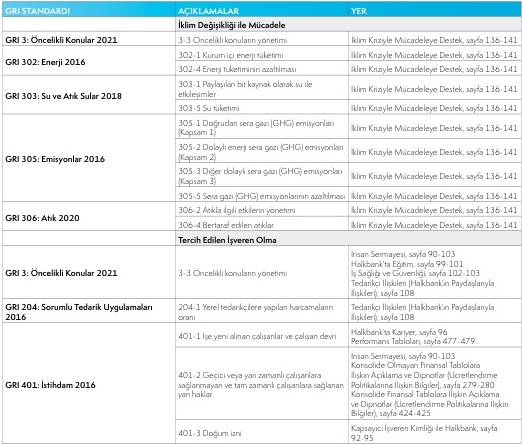 GRI STANDARDI AÇIKLAMALAR YER
İklim Değişikliği ile Mücadele
GRI 3: Öncelikli Konular 2021 3-3 Öncelikli konuların yönetimi İklim Kriziyle Mücadeleye Destek, sayfa 136-141
GRI 302: Enerji 2016 302-1 Kurum içi enerji tüketimi İklim Kriziyle Mücadeleye Destek, sayfa 136-141
302-4 Enerji tüketiminin azaltılması İklim Kriziyle Mücadeleye Destek, sayfa 136-141
GRI 303: Su ve Atık Sular 2018 303-1 Paylaşılan bir kaynak olarak su ile
etkileşimler İklim Kriziyle Mücadeleye Destek, sayfa 136-141
303-5 Su tüketimi İklim Kriziyle Mücadeleye Destek, sayfa 136-141
GRI 305: Emisyonlar 2016 305-1 Doğrudan sera gazı (GHG) emisyonları
(Kapsam 1) İklim Kriziyle Mücadeleye Destek, sayfa 136-141
305-2 Dolaylı enerji sera gazı (GHG) emisyonları
(Kapsam 2) İklim Kriziyle Mücadeleye Destek, sayfa 136-141
305-3 Diğer dolaylı sera gazı (GHG) emisyonları
(Kapsam 3) İklim Kriziyle Mücadeleye Destek, sayfa 136-141
305-5 Sera gazı (GHG) emisyonlarının azaltılması İklim Kriziyle Mücadeleye Destek, sayfa 136-141
GRI 306: Atık 2020 306-2 Atıkla ilgili etkilerin yönetimi İklim Kriziyle Mücadeleye Destek, sayfa 136-141
306-4 Bertaraf edilen atıklar İklim Kriziyle Mücadeleye Destek, sayfa 136-141
Tercih Edilen İşveren Olma
GRI 3: Öncelikli Konular 2021 3-3 Öncelikli konuların yönetimi İnsan Sermayesi, sayfa 90-103
Halkbank'ta Eğitim, sayfa 99-101
İş Sağlığı ve Güvenliği, sayfa 102-103
Tedarikçi İlişkileri (Halkbank'ın Paydaşlarıyla
İlişkileri), sayfa 108
GRI 204: Sorumlu Tedarik Uygulamaları
2016 204-1 Yerel tedarikçilere yapılan harcamaların
oranı Tedarikçi İlişkileri (Halkbank'ın Paydaşlarıyla
İlişkileri), sayfa 108
GRI 401: İstihdam 2016 401-1 İşe yeni alınan çalışanlar ve çalışan devri Halkbank'ta Kariyer, sayfa 96
Performans Tabloları, sayfa 477-479
401-2 Geçici veya yarı zamanlı çalışanlara
sağlanmayan ve tam zamanlı çalışanlara sağlanan
yan haklar İnsan Sermayesi, sayfa 90-103
Konsolide Olmayan Finansal Tablolara
İlişkin Açıklama ve Dipnotlar (Ücretlendirme
Politikalarına İlişkin Bilgiler), sayfa 279-280
Konsolide Finansal Tablolara İlişkin Açıklama
ve Dipnotlar (Ücretlendirme Politikalarına İlişkin
Bilgiler), sayfa 424-425
401-3 Doğum izni Kapsayıcı İşveren Kimliği ile Halkbank, sayfa
92-95